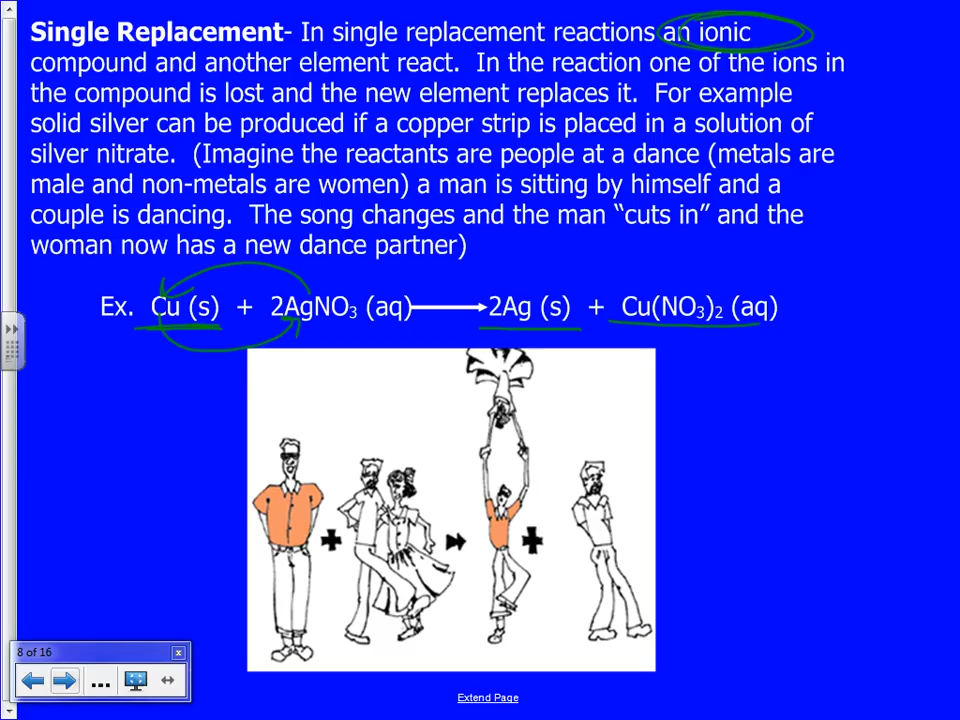 Single Replacement- In single replacement reactions an ionic
compound and another element react. In the reaction one of the ions in
the compound is lost and the new element replaces it. For example
solid silver can be produced if a copper strip is placed in a solution of
silver nitrate. (Imagine the reactants are people at a dance (metals are
male and non-metals are women) a man is sitting by himself and a
couple is dancing. The song changes and the man “cuts in” and the
woman now has a new dance partner)
Ex. Cu (s) + 2AgNO₃ (aq) ⟶ 2Ag (s) + Cu(NO₃)₂ (aq)
8 of 16
x
...
Extend Page